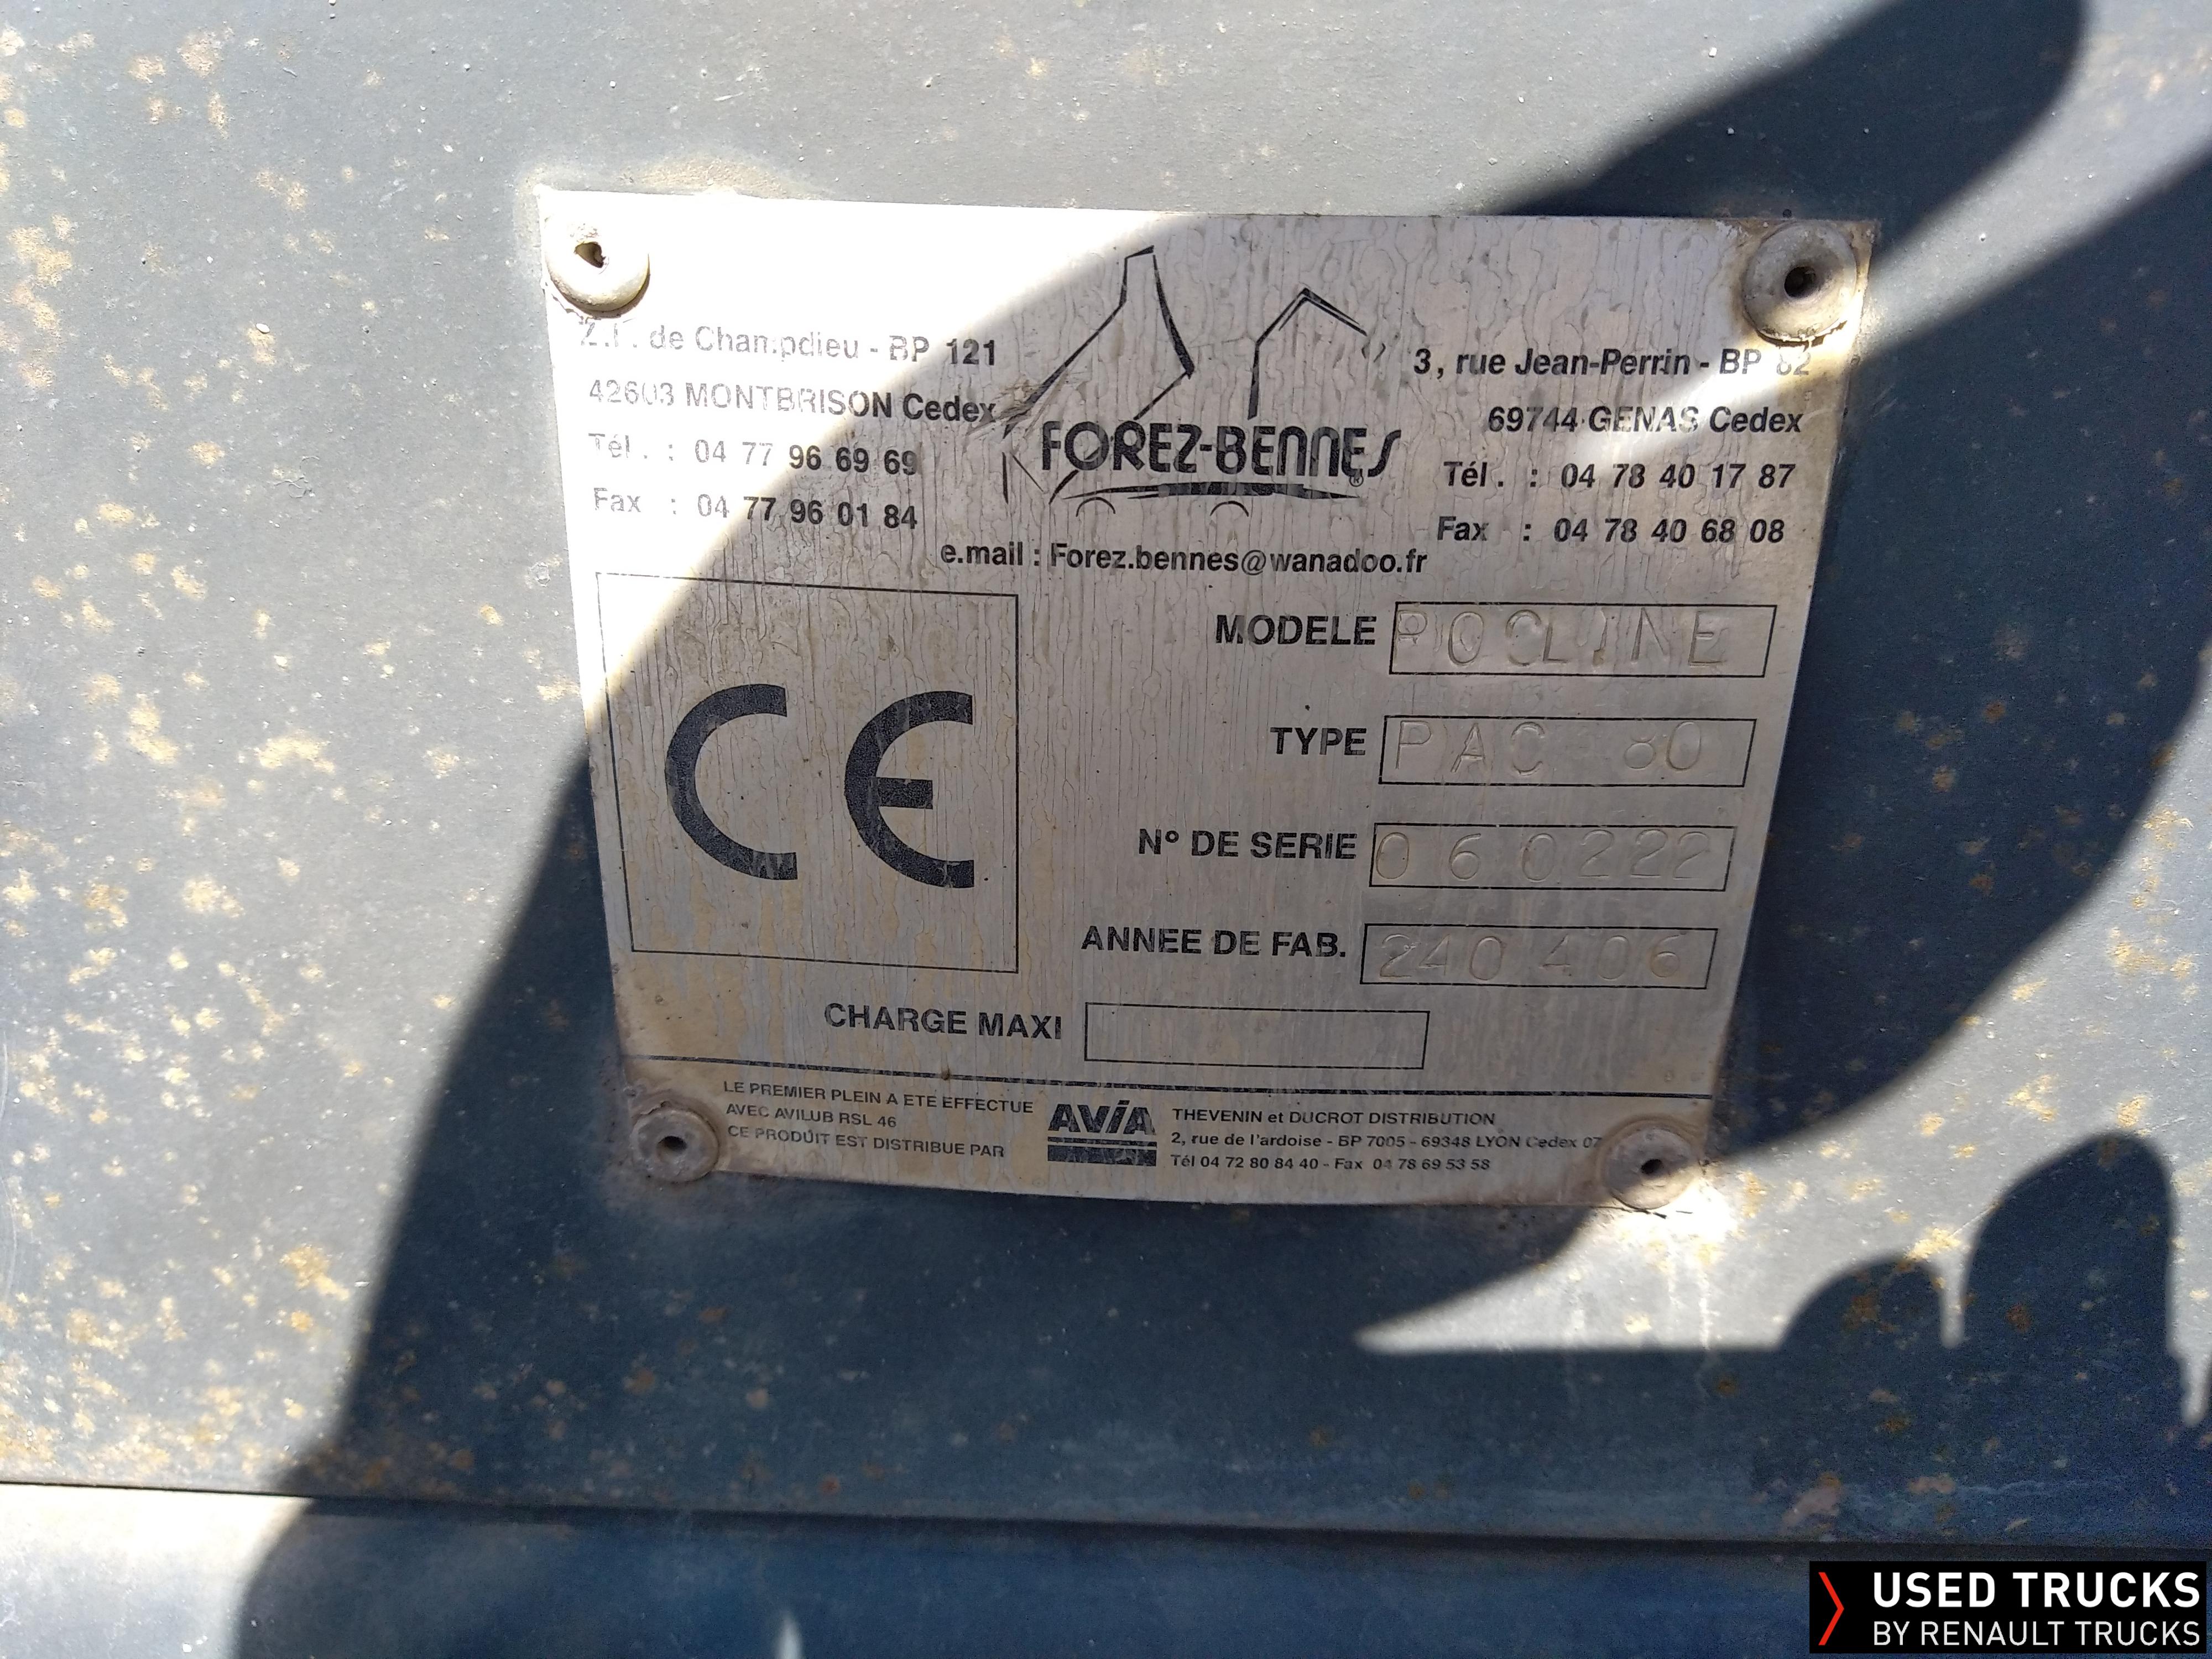 Z.I. de Champdieu - BP 121
42603 MONTBRISON Cedex
Tél. : 04 77 96 69 69
Fax : 04 77 96 01 84
FOREZ-BENNES®
3, rue Jean-Perrin - BP 82
69744 GENAS Cedex
Tél. : 04 78 40 17 87
Fax : 04 78 40 68 08
e.mail : Forez.bennes@wanadoo.fr
CE
MODELE ROCLINE
TYPE PAC 80
N° DE SERIE 060222
ANNEE DE FAB. 240406
CHARGE MAXI
LE PREMIER PLEIN A ETE EFFECTUE
AVEC AVILUB RSL 46
CE PRODUIT EST DISTRIBUE PAR
AVIA
THEVENIN et DUCROT DISTRIBUTION
2, rue de l'ardoise - BP 7005 - 69348 LYON Cedex 07
Tél 04 72 80 84 40 - Fax 04 78 69 53 58
USED TRUCKS
BY RENAULT TRUCKS